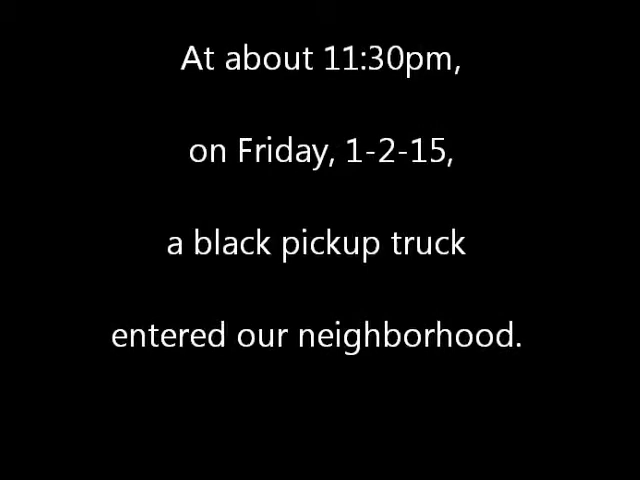 At about 11:30pm,
on Friday, 1-2-15,
a black pickup truck
entered our neighborhood.